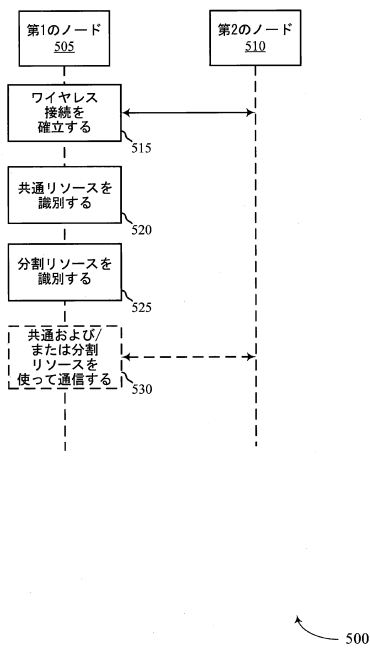 第1のノード
505
第2のノード
510
ワイヤレス
接続を
確立する
515
共通リソースを
識別する
520
分割リソースを
識別する
525
共通および/
または分割
リソースを
使って通信する
530
500